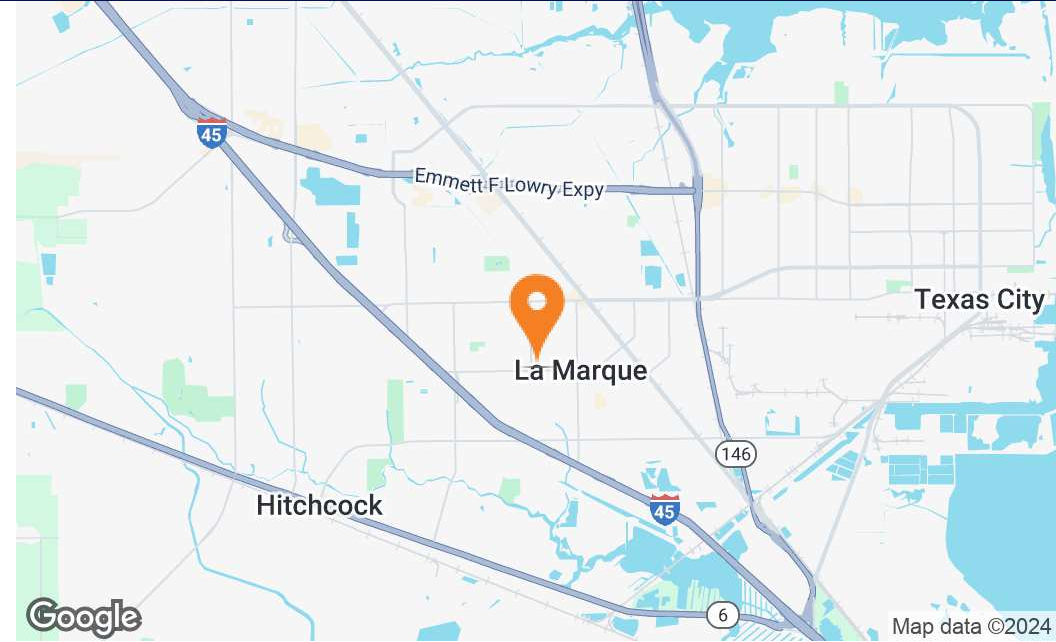 45
Emmett F Lowry Expy
Texas City
La Marque
146
Hitchcock
45
6
Google
Map data ©2024